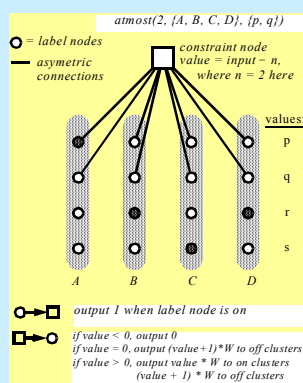 atmost(2, {A, B, C, D}, {p, q})
= label nodes
asymetric
connections
constraint node
value = input − n,
where n = 2 here
values:
p
q
r
s
A B C D
output 1 when label node is on
if value < 0, output 0
if value = 0, output (value+1)*W to off clusters
if value > 0, output value * W to on clusters
(value + 1) * W to off clusters